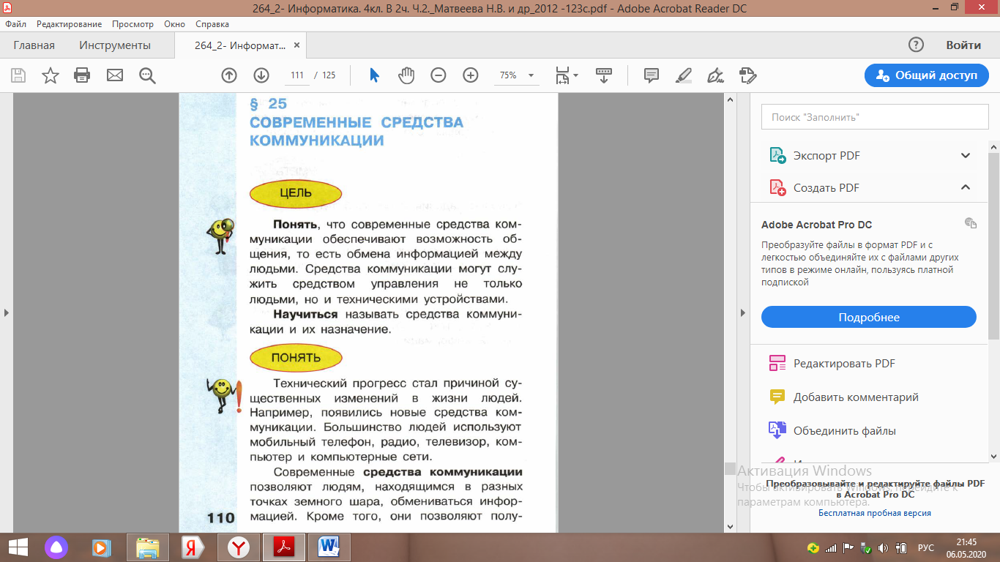 264_2- Информатика. 4кл. В 2ч. Ч.2._Матвеева Н.В. и др_2012 -123с.pdf - Adobe Acrobat Reader DC
Файл Редактирование Просмотр Окно Справка
Главная Инструменты 264_2- Информат... × Войти
111 / 125 75% Общий доступ
§ 25
СОВРЕМЕННЫЕ СРЕДСТВА
КОММУНИКАЦИИ
ЦЕЛЬ
Понять, что современные средства ком-
муникации обеспечивают возможность об-
щения, то есть обмена информацией между
людьми. Средства коммуникации могут слу-
жить средством управления не только
людьми, но и техническими устройствами.
Научиться называть средства коммуни-
кации и их назначение.
ПОНЯТЬ
Технический прогресс стал причиной су-
щественных изменений в жизни людей.
Например, появились новые средства ком-
муникации. Большинство людей используют
мобильный телефон, радио, телевизор, ком-
пьютер и компьютерные сети.
Современные средства коммуникации
позволяют людям, находящимся в разных
точках земного шара, обмениваться инфор-
мацией. Кроме того, они позволяют полу-
110
Поиск "Заполнить"
Экспорт PDF
Создать PDF
Adobe Acrobat Pro DC
Преобразуйте файлы в формат PDF и с
легкостью объединяйте их с файлами других
типов в режиме онлайн, пользуясь платной
подпиской
Подробнее
Редактировать PDF
Добавить комментарий
Объединить файлы
Активация Windows
Чтобы активировать Windows, перейдите к
параметрам компьютера.
Преобразовывайте и редактируйте файлы PDF
в Acrobat Pro DC
Бесплатная пробная версия
РУС
21:45
06.05.2020